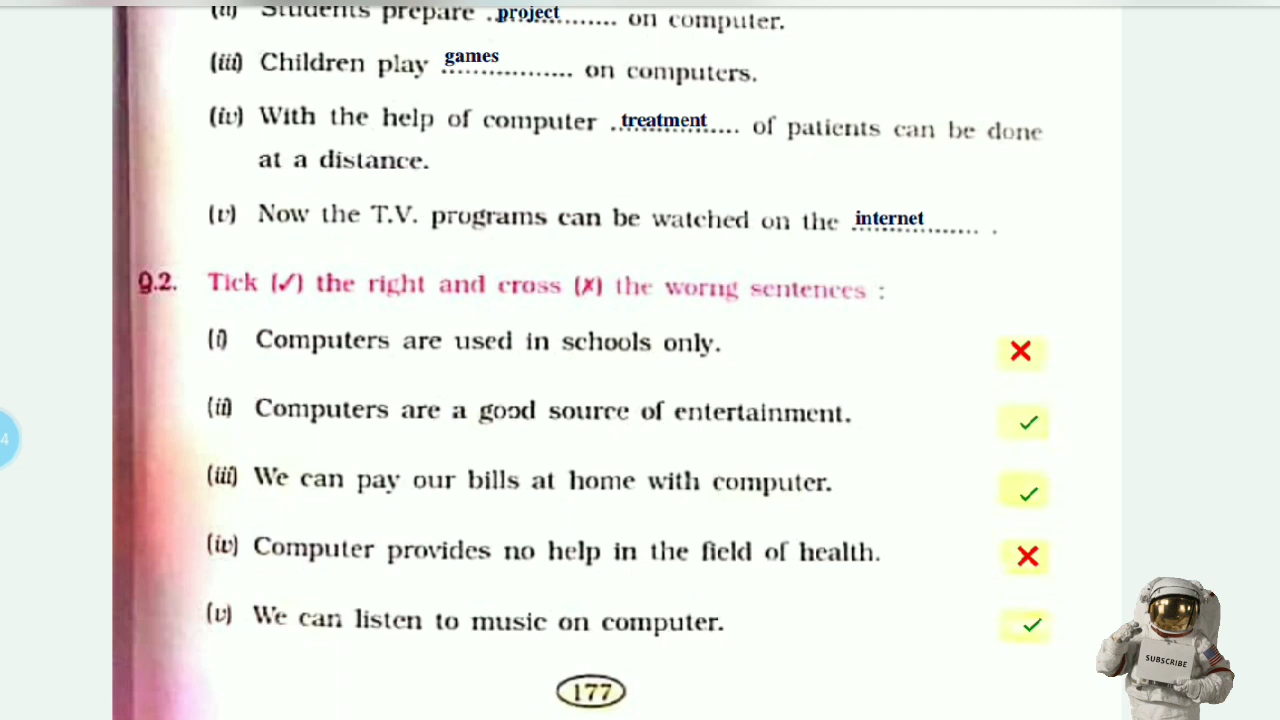 (ii) Students prepare ..project........ on computer.
(iii) Children play games.................. on computers.
(iv) With the help of computer ..treatment..... of patients can be done
at a distance.
(v) Now the T.V. programs can be watched on the internet................ .
Q.2. Tick (✓) the right and cross (✗) the worng sentences :
(i) Computers are used in schools only. ✗
(ii) Computers are a good source of entertainment. ✓
(iii) We can pay our bills at home with computer. ✓
(iv) Computer provides no help in the field of health. ✗
(v) We can listen to music on computer. ✓
177
4
SUBSCRIBE